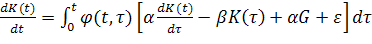 dK(t)/dt = ∫₀ᵗ φ(t,τ) [α dK(τ)/dτ − βK(τ) + αG + ε] dτ